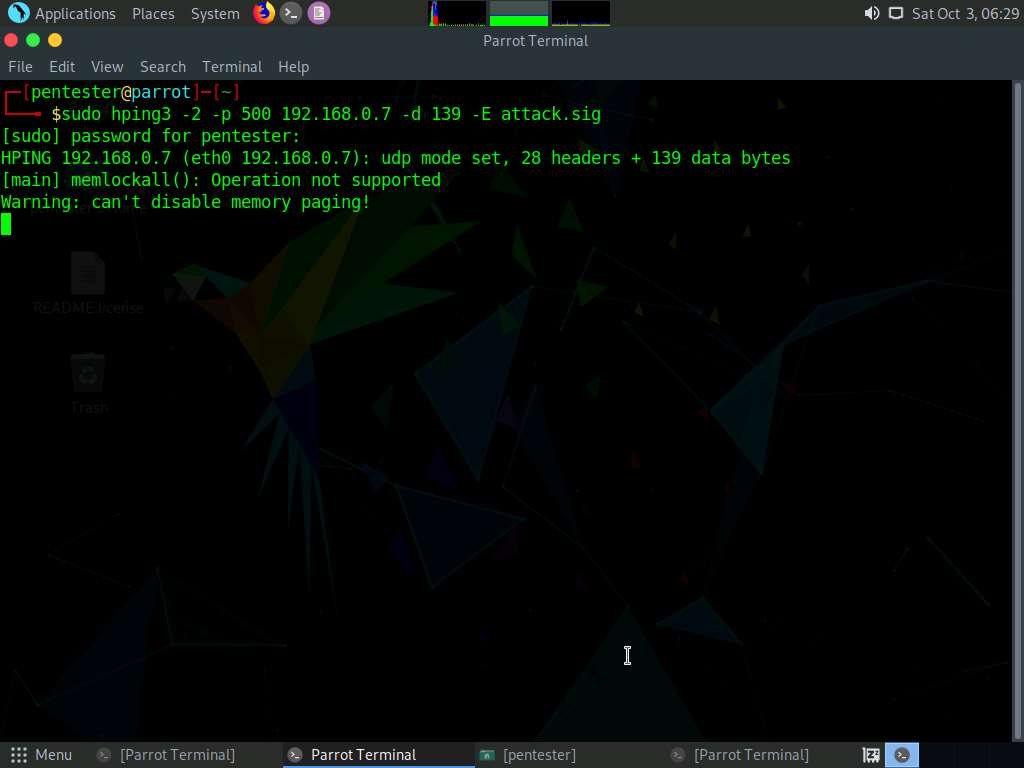 Applications Places System Sat Oct 3, 06:29
Parrot Terminal
File Edit View Search Terminal Help
┌─[pentester@parrot]─[~]
└──╼ $sudo hping3 -2 -p 500 192.168.0.7 -d 139 -E attack.sig
[sudo] password for pentester:
HPING 192.168.0.7 (eth0 192.168.0.7): udp mode set, 28 headers + 139 data bytes
[main] memlockall(): Operation not supported
Warning: can't disable memory paging!
README.license
Trash
Menu [Parrot Terminal] Parrot Terminal [pentester] [Parrot Terminal]